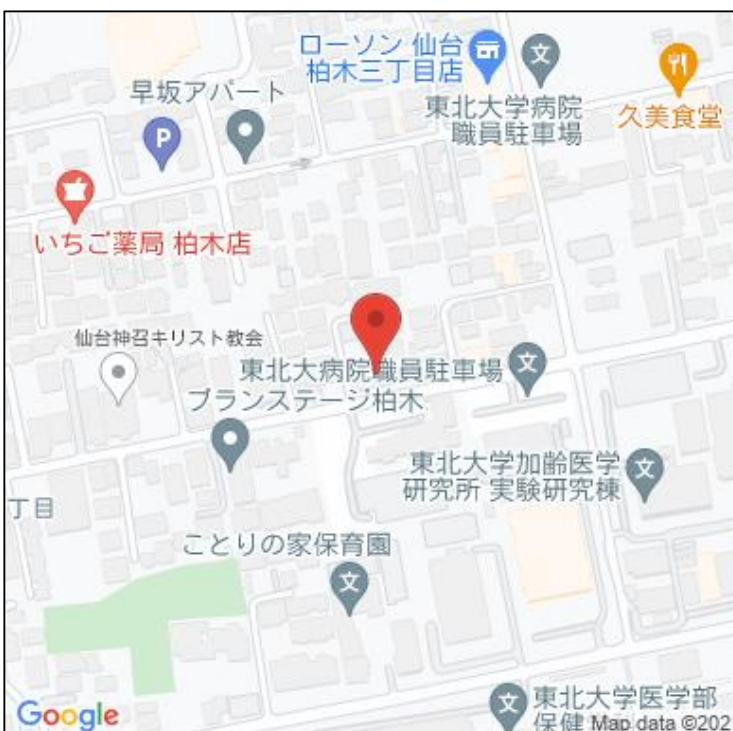 ローソン 仙台
柏木三丁目店
早坂アパート
東北大学病院
職員駐車場
久美食堂
P
いちご薬局 柏木店
仙台神召キリスト教会
東北大病院職員駐車場
文
ブランステージ柏木
東北大学加齢医学
研究所 実験研究棟
文
丁目
ことりの家保育園
文
文
東北大学医学部
保健
Google
Map data ©202